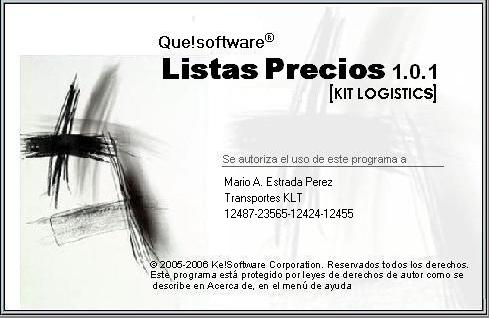 Que!software®
Listas Precios 1.0.1
[KIT LOGISTICS]
Se autoriza el uso de este programa a
Mario A. Estrada Perez
Transportes KLT
12487-23565-12424-12455
© 2005-2006 Ke!Software Corporation. Reservados todos los derechos.
Este programa está protegido por leyes de derechos de autor como se
describe en Acerca de, en el menú de ayuda